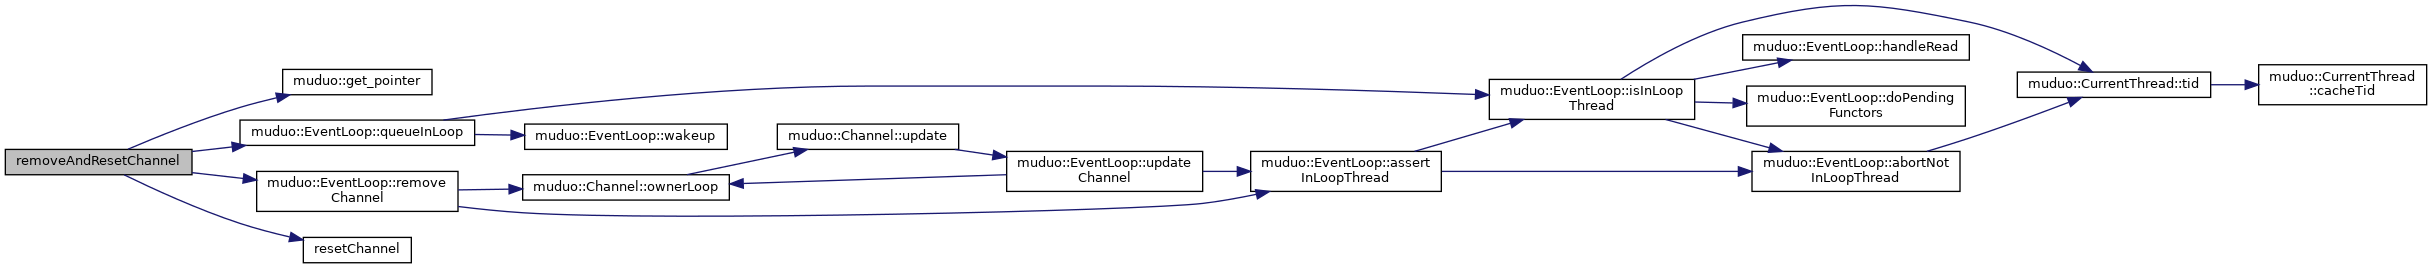 removeAndResetChannel
muduo::get_pointer
muduo::EventLoop::queueInLoop
muduo::EventLoop::remove
Channel
resetChannel
muduo::EventLoop::wakeup
muduo::Channel::ownerLoop
muduo::Channel::update
muduo::EventLoop::update
Channel
muduo::EventLoop::assert
InLoopThread
muduo::EventLoop::isInLoop
Thread
muduo::EventLoop::handleRead
muduo::EventLoop::doPending
Functors
muduo::EventLoop::abortNot
InLoopThread
muduo::CurrentThread::tid
muduo::CurrentThread
::cacheTid